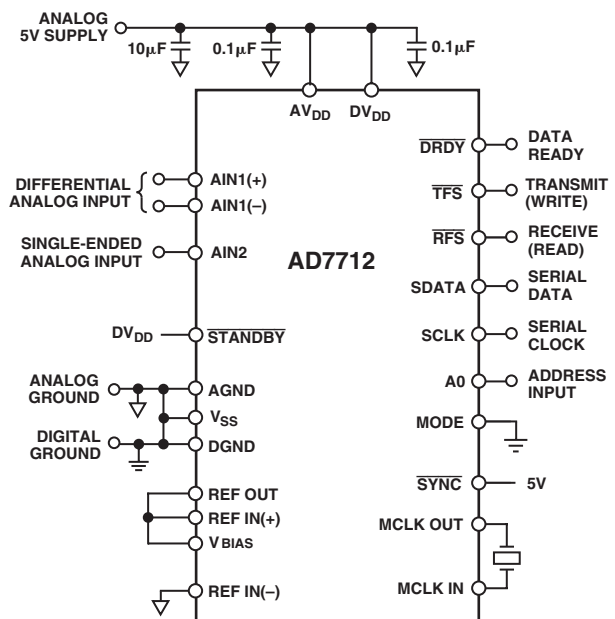 ANALOG
5V SUPPLY
10µF
0.1µF
0.1µF
AVDD
DVDD
DRDY
DATA
READY
DIFFERENTIAL
ANALOG INPUT
AIN1(+)
AIN1(–)
TFS
TRANSMIT
(WRITE)
RFS
RECEIVE
(READ)
SINGLE-ENDED
ANALOG INPUT
AIN2
AD7712
SDATA
SERIAL
DATA
DVDD
STANDBY
SCLK
SERIAL
CLOCK
ANALOG
GROUND
AGND
A0
ADDRESS
INPUT
VSS
MODE
DIGITAL
GROUND
DGND
SYNC
5V
REF OUT
REF IN(+)
VBIAS
MCLK OUT
REF IN(–)
MCLK IN